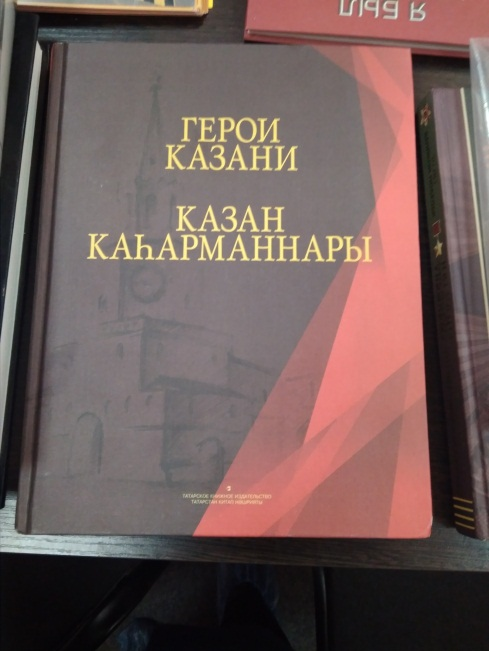 ГЕРОИ
КАЗАНИ
КАЗАН
КАҺАРМАННАРЫ
ТАТАРСКОЕ КНИЖНОЕ ИЗДАТЕЛЬСТВО
ТАТАРСТАН КИТАП НӘШРИЯТЫ